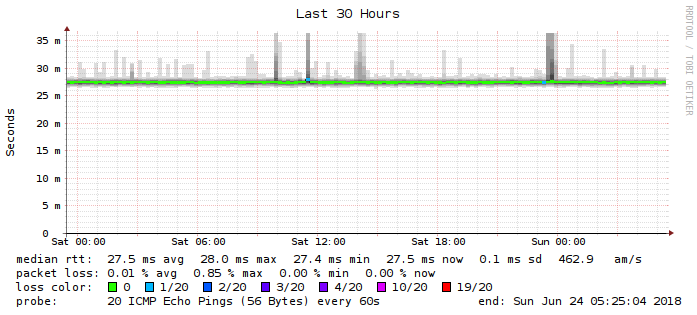 Last 30 Hours
RRDTOOL / TOBI OETIKER
Seconds
35 m
30 m
25 m
20 m
15 m
10 m
5 m
0
Sat 00:00 Sat 06:00 Sat 12:00 Sat 18:00 Sun 00:00
median rtt: 27.5 ms avg 28.0 ms max 27.4 ms min 27.5 ms now 0.1 ms sd 462.9 am/s
packet loss: 0.01 % avg 0.85 % max 0.00 % min 0.00 % now
loss color: 0 1/20 2/20 3/20 4/20 10/20 19/20
probe: 20 ICMP Echo Pings (56 Bytes) every 60s end: Sun Jun 24 05:25:04 2018